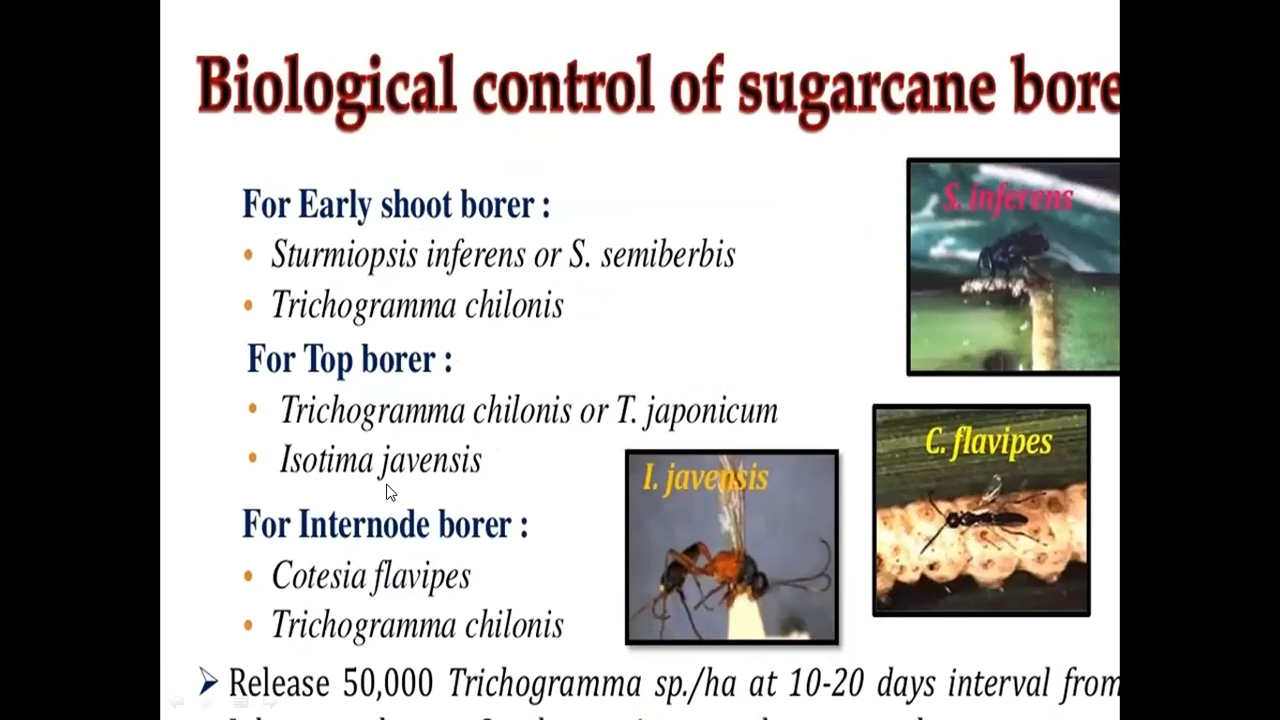 Biological control of sugarcane bore
For Early shoot borer :
• Sturmiopsis inferens or S. semiberbis
• Trichogramma chilonis
For Top borer :
• Trichogramma chilonis or T. japonicum
• Isotima javensis
For Internode borer :
• Cotesia flavipes
• Trichogramma chilonis
S. inferens
C. flavipes
I. javensis
➢ Release 50,000 Trichogramma sp./ha at 10-20 days interval from